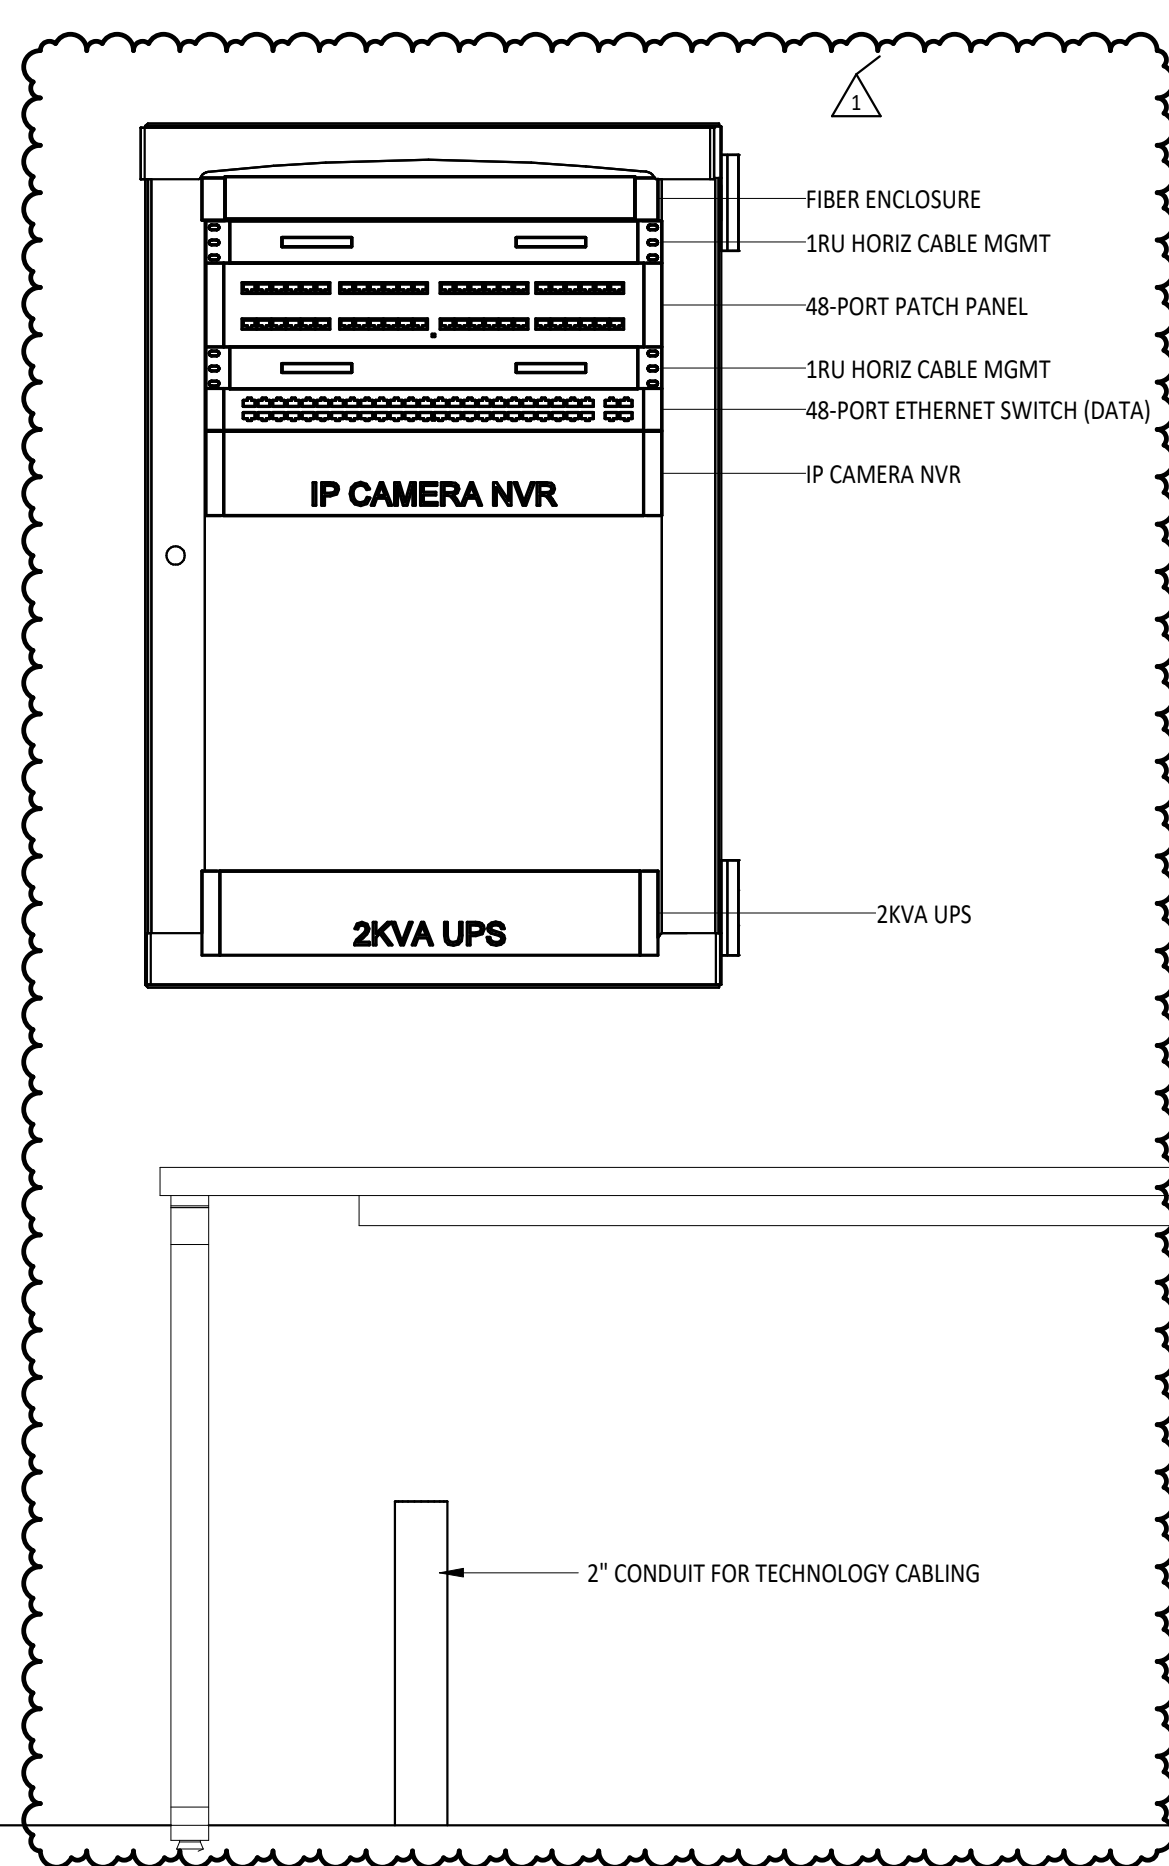 1
FIBER ENCLOSURE
1RU HORIZ CABLE MGMT
48-PORT PATCH PANEL
1RU HORIZ CABLE MGMT
48-PORT ETHERNET SWITCH (DATA)
IP CAMERA NVR
IP CAMERA NVR
2KVA UPS
2KVA UPS
2" CONDUIT FOR TECHNOLOGY CABLING